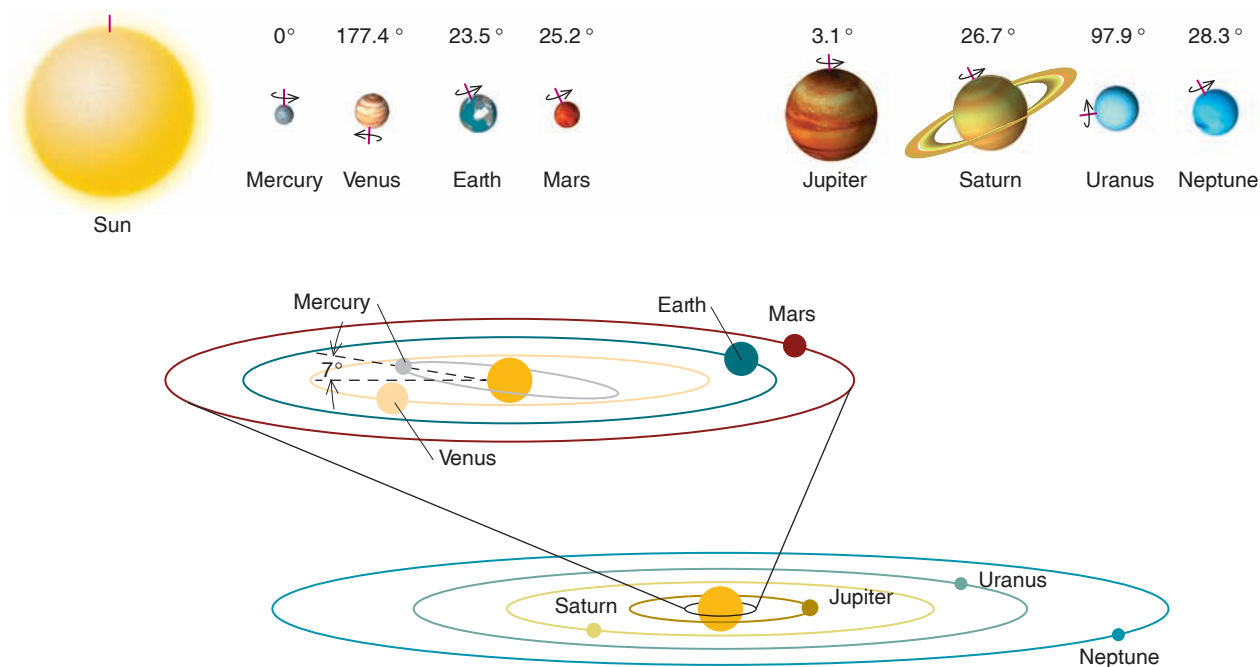 0° 177.4° 23.5° 25.2° 3.1° 26.7° 97.9° 28.3°
Mercury Venus Earth Mars Jupiter Saturn Uranus Neptune
Sun
Mercury
Earth
Mars
7°
Venus
Uranus
Saturn
Jupiter
Neptune